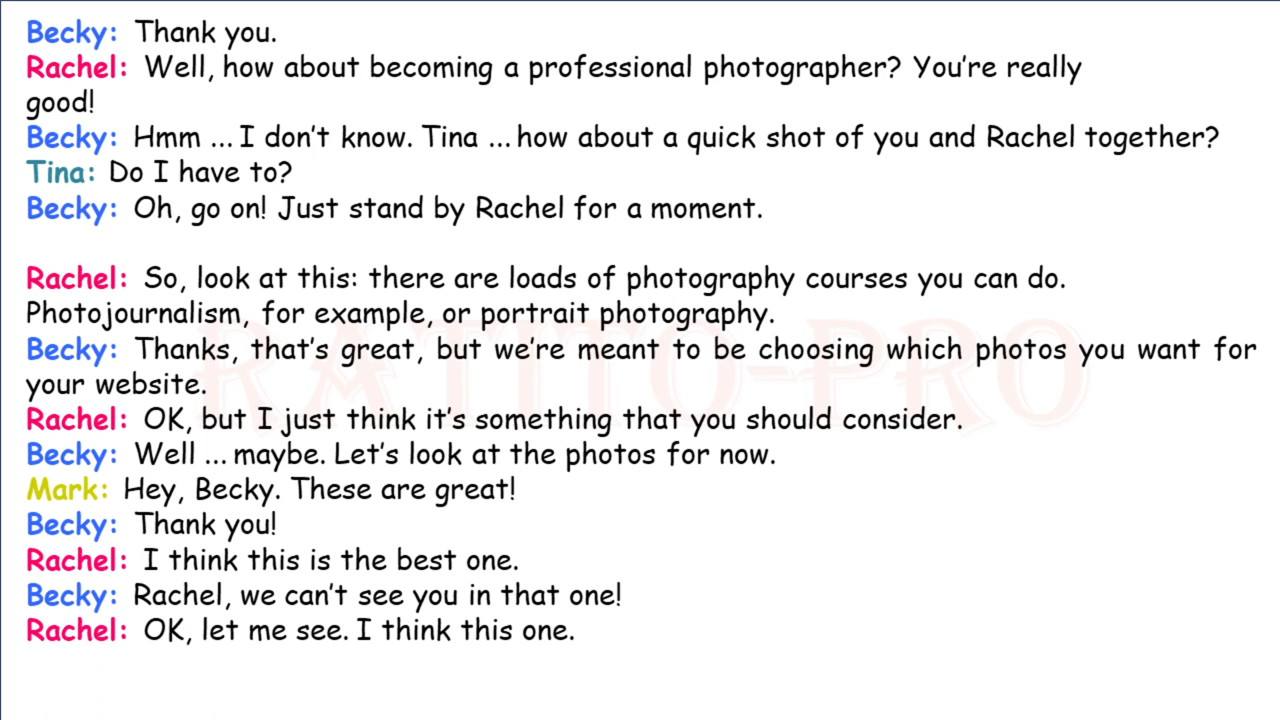 Becky: Thank you.
Rachel: Well, how about becoming a professional photographer? You're really
good!
Becky: Hmm ... I don't know. Tina ... how about a quick shot of you and Rachel together?
Tina: Do I have to?
Becky: Oh, go on! Just stand by Rachel for a moment.
Rachel: So, look at this: there are loads of photography courses you can do.
Photojournalism, for example, or portrait photography.
Becky: Thanks, that's great, but we're meant to be choosing which photos you want for
your website.
Rachel: OK, but I just think it's something that you should consider.
Becky: Well ... maybe. Let's look at the photos for now.
Mark: Hey, Becky. These are great!
Becky: Thank you!
Rachel: I think this is the best one.
Becky: Rachel, we can't see you in that one!
Rachel: OK, let me see. I think this one.
RATITO-PRO